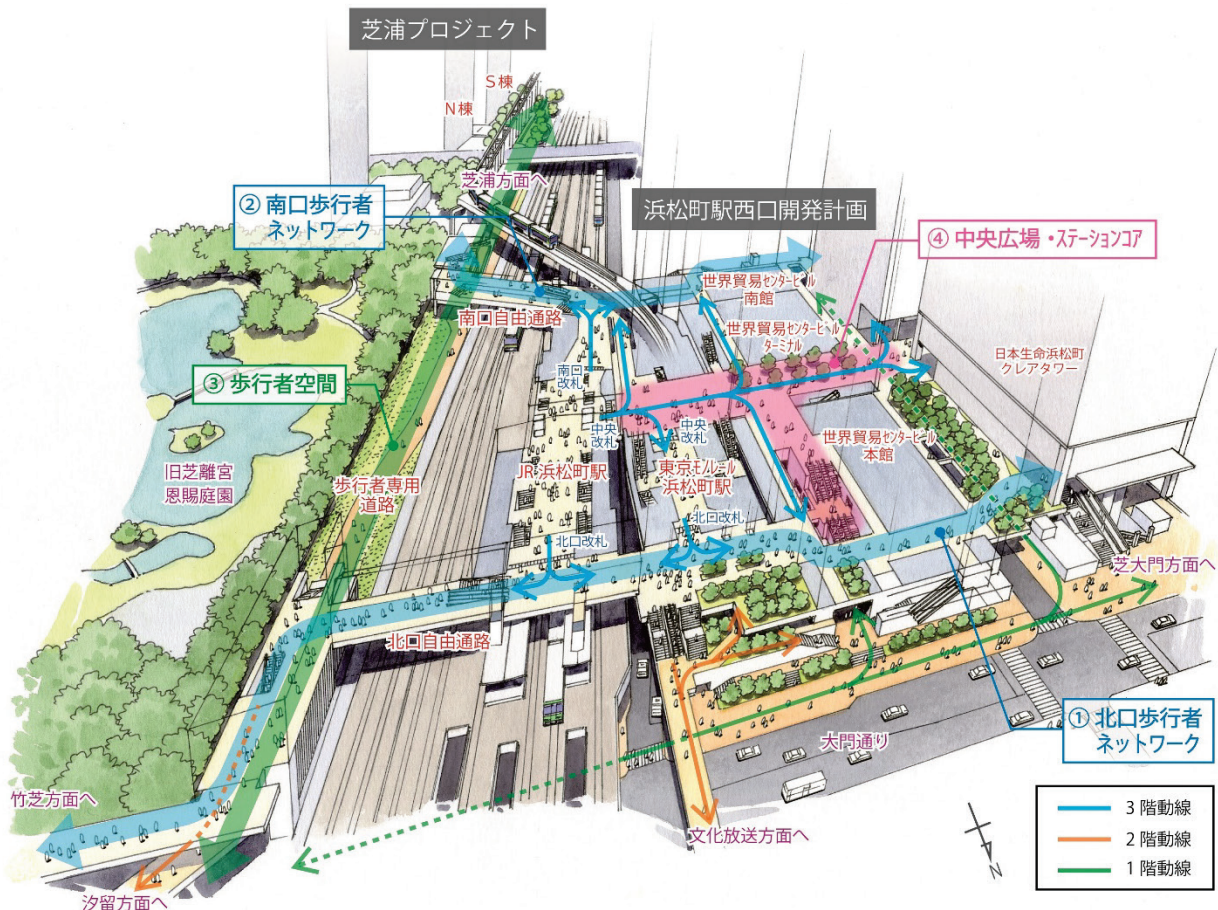 芝浦プロジェクト
S棟
N棟
芝浦方面へ
② 南口歩行者
ネットワーク
浜松町駅西口開発計画
④ 中央広場・ステーションコア
世界貿易センタービル
南館
南口自由通路
世界貿易センタービル
ターミナル
日本生命浜松町
クレアタワー
南口
改札
③ 歩行者空間
中央
改札
中央
改札
世界貿易センタービル
本館
旧芝離宮
恩賜庭園
歩行者専用
道路
JR浜松町駅
東京モノレール
浜松町駅
北口改札
北口改札
芝大門方面へ
北口自由通路
① 北口歩行者
ネットワーク
大門通り
竹芝方面へ
文化放送方面へ
汐留方面へ
N
3階動線
2階動線
1階動線